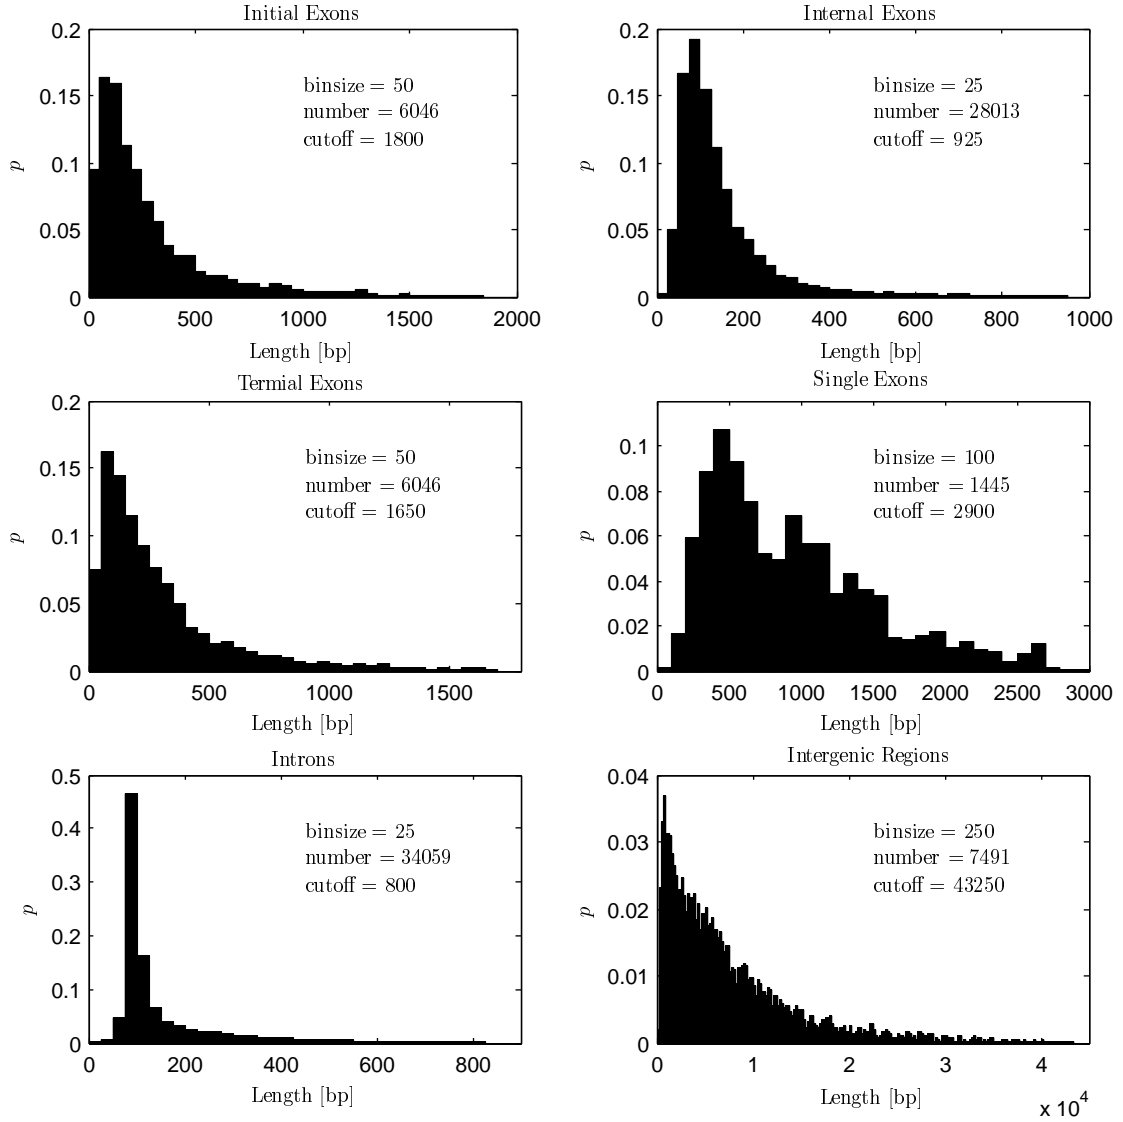 Initial Exons
0.2
0.15
0.1
0.05
0
p
binsize = 50
number = 6046
cutoff = 1800
0 500 1000 1500 2000
Length [bp]
Internal Exons
0.2
0.15
0.1
0.05
0
p
binsize = 25
number = 28013
cutoff = 925
0 200 400 600 800 1000
Length [bp]
Termial Exons
0.2
0.15
0.1
0.05
0
p
binsize = 50
number = 6046
cutoff = 1650
0 500 1000 1500
Length [bp]
Single Exons
0.1
0.08
0.06
0.04
0.02
0
p
binsize = 100
number = 1445
cutoff = 2900
0 500 1000 1500 2000 2500 3000
Length [bp]
Introns
0.5
0.4
0.3
0.2
0.1
0
p
binsize = 25
number = 34059
cutoff = 800
0 200 400 600 800
Length [bp]
Intergenic Regions
0.04
0.03
0.02
0.01
0
p
binsize = 250
number = 7491
cutoff = 43250
0 1 2 3 4
Length [bp]
x 10⁴